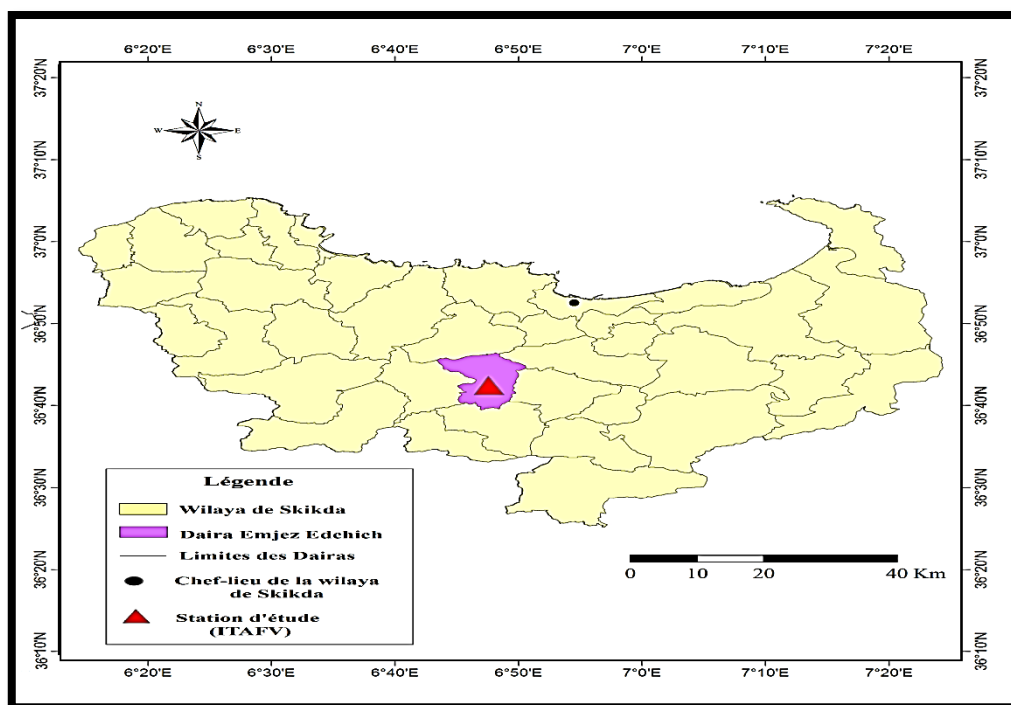 6°20'E 6°30'E 6°40'E 6°50'E 7°0'E 7°10'E 7°20'E
37°20'N 37°20'N
N
W E
S
37°10'N 37°10'N
37°0'N 37°0'N
36°50'N 36°50'N
36°40'N 36°40'N
36°30'N 36°30'N
36°20'N 36°20'N
36°10'N 36°10'N
Légende
Wilaya de Skikda
Daira Emjez Edchich
Limites des Dairas
Chef-lieu de la wilaya
de Skikda
Station d'étude
(ITAFV)
0 10 20 40 Km
6°20'E 6°30'E 6°40'E 6°50'E 7°0'E 7°10'E 7°20'E